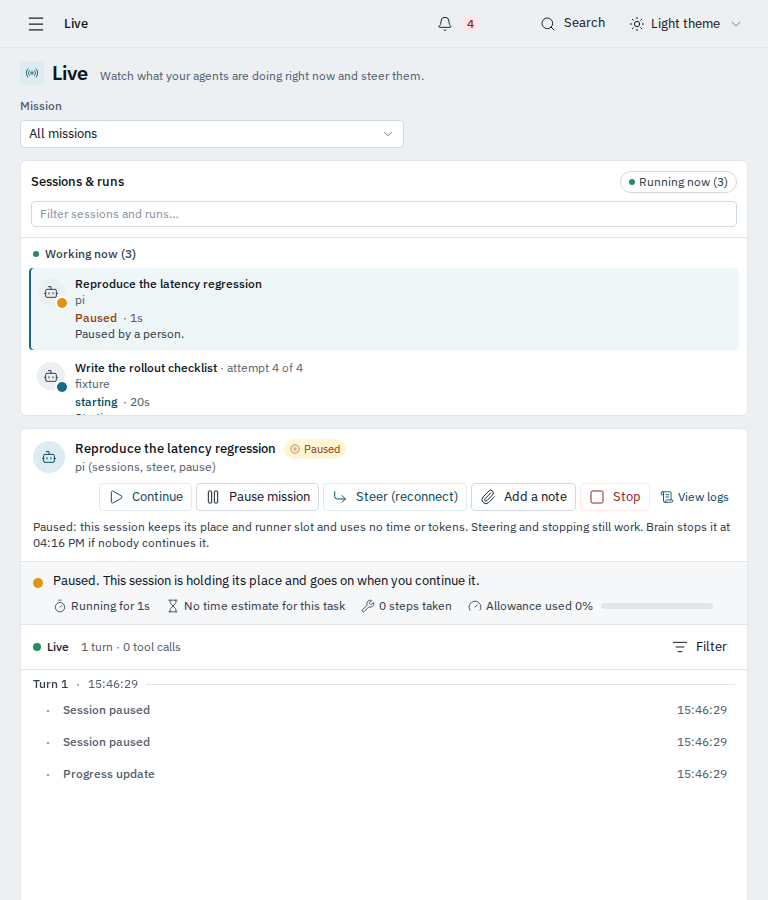 Live
4
Search
Light theme
Live
Watch what your agents are doing right now and steer them.
Mission
All missions
Sessions & runs
Running now (3)
Filter sessions and runs...
Working now (3)
Reproduce the latency regression
pi
Paused · 1s
Paused by a person.
Write the rollout checklist · attempt 4 of 4
fixture
starting · 20s
Reproduce the latency regression
Paused
pi (sessions, steer, pause)
Continue
Pause mission
Steer (reconnect)
Add a note
Stop
View logs
Paused: this session keeps its place and runner slot and uses no time or tokens. Steering and stopping still work. Brain stops it at
04:16 PM if nobody continues it.
Paused. This session is holding its place and goes on when you continue it.
Running for 1s
No time estimate for this task
0 steps taken
Allowance used 0%
Live
1 turn · 0 tool calls
Filter
Turn 1 · 15:46:29
· Session paused 15:46:29
· Session paused 15:46:29
· Progress update 15:46:29